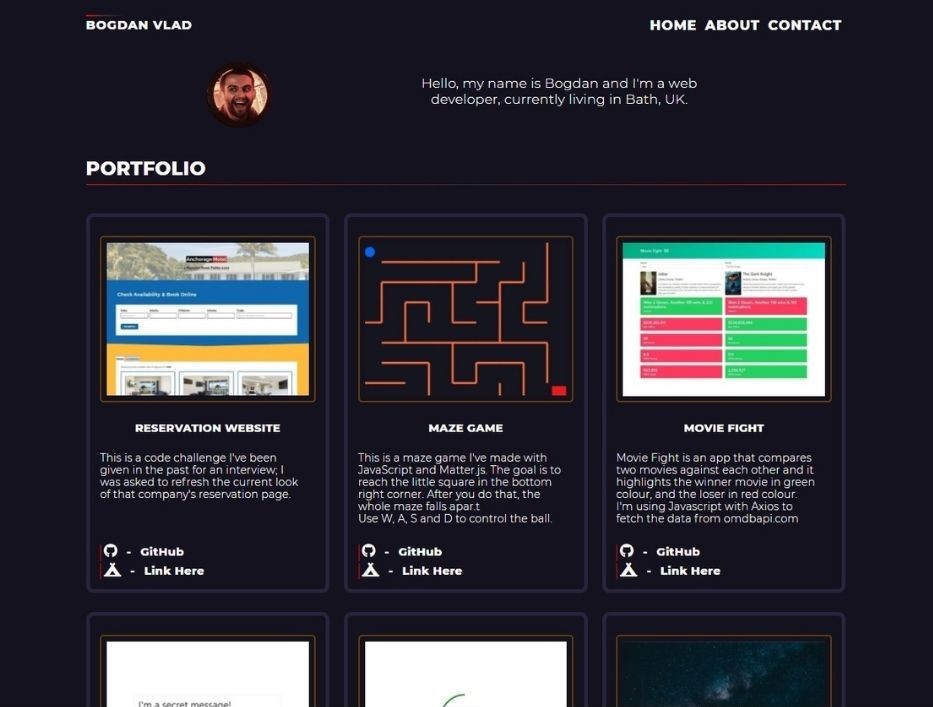 BOGDAN VLAD
HOME ABOUT CONTACT
Hello, my name is Bogdan and I'm a web
developer, currently living in Bath, UK.
PORTFOLIO
Anchorage Motel
Check Availability & Book Online
Movie fight
Joker
The Dark Knight
RESERVATION WEBSITE
This is a code challenge I've been
given in the past for an interview; I
was asked to refresh the current look
of that company's reservation page.
- GitHub
- Link Here
MAZE GAME
This is a maze game I've made with
JavaScript and Matter.js. The goal is to
reach the little square in the bottom
right corner. After you do that, the
whole maze falls apar.t
Use W, A, S and D to control the ball.
- GitHub
- Link Here
MOVIE FIGHT
Movie Fight is an app that compares
two movies against each other and it
highlights the winner movie in green
colour, and the loser in red colour.
I'm using Javascript with Axios to
fetch the data from omdbapi.com
- GitHub
- Link Here
I'm a secret message!